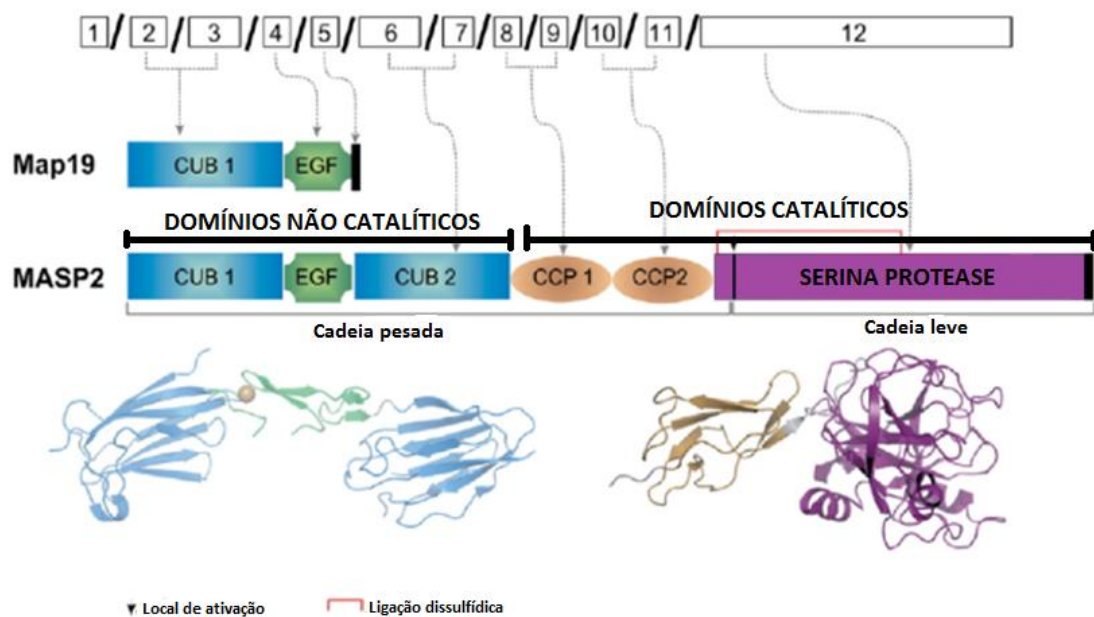 1 / 2 / 3 / 4 / 5 / 6 / 7 / 8 / 9 / 10 / 11 / 12
Map19
CUB 1 EGF
DOMÍNIOS NÃO CATALÍTICOS
DOMÍNIOS CATALÍTICOS
MASP2
CUB 1 EGF CUB 2 CCP 1 CCP2 SERINA PROTEASE
Cadeia pesada
Cadeia leve
Local de ativação
Ligação dissulfídica